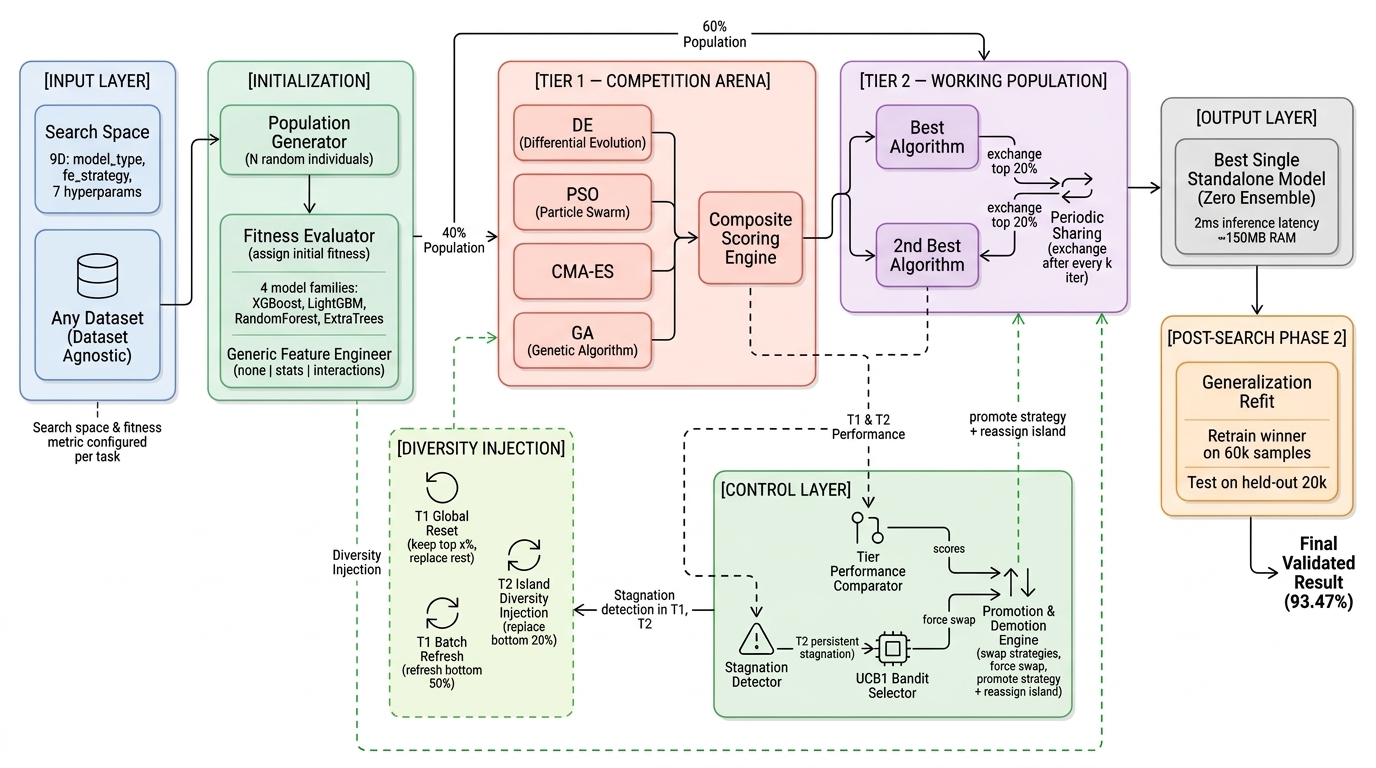 60%
Population
[INPUT LAYER]
Search Space
9D: model_type,
fe_strategy,
7 hyperparams
Any Dataset
(Dataset
Agnostic)
Search space & fitness
metric configured
per task
[INITIALIZATION]
Population
Generator
(N random individuals)
Fitness Evaluator
(assign initial fitness)
4 model families:
XGBoost, LightGBM,
RandomForest, ExtraTrees
Generic Feature Engineer
(none | stats | interactions)
40%
Population
[TIER 1 — COMPETITION ARENA]
DE
(Differential Evolution)
PSO
(Particle Swarm)
CMA-ES
GA
(Genetic Algorithm)
Composite
Scoring
Engine
[TIER 2 — WORKING POPULATION]
Best
Algorithm
exchange
top 20%
exchange
top 20%
2nd Best
Algorithm
Periodic
Sharing
(exchange
after every k
iter)
[OUTPUT LAYER]
Best Single
Standalone Model
(Zero Ensemble)
2ms inference latency
~150MB RAM
[POST-SEARCH PHASE 2]
Generalization
Refit
Retrain winner
on 60k samples
Test on held-out 20k
Final
Validated
Result
(93.47%)
[DIVERSITY INJECTION]
T1 Global
Reset
(keep top x%,
replace rest)
T2 Island
Diversity
Injection
(replace
bottom 20%)
T1 Batch
Refresh
(refresh bottom
50%)
Diversity
Injection
Stagnation
detection in T1,
T2
T1 & T2
Performance
promote strategy
+ reassign island
[CONTROL LAYER]
Tier
Performance
Comparator
scores
force swap
Stagnation
Detector
T2 persistent
stagnation)
UCB1 Bandit
Selector
Promotion &
Demotion
Engine
(swap strategies,
force swap,
promote strategy
+ reassign island)